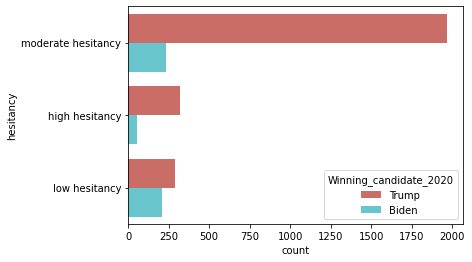 moderate hesitancy
high hesitancy
low hesitancy
hesitancy
Winning_candidate_2020
Trump
Biden
0 250 500 750 1000 1250 1500 1750 2000
count